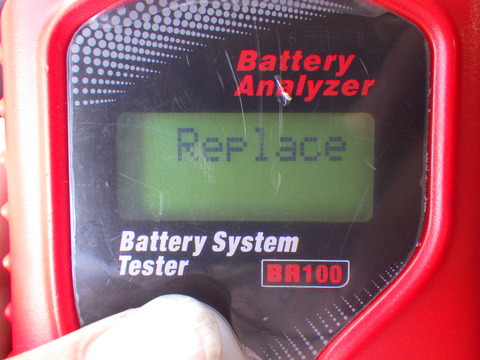 Battery
Analyzer
Replace
Battery System
Tester
BR100